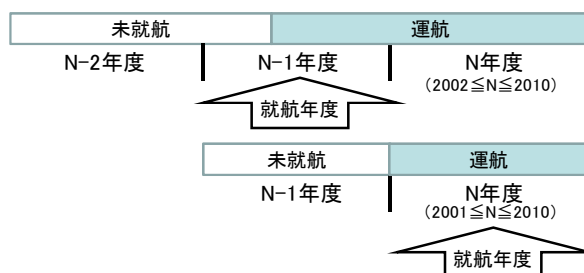 未就航 運航
N-2年度 N-1年度 N年度
(2002≦N≦2010)
就航年度
未就航 運航
N-1年度 N年度
(2001≦N≦2010)
就航年度